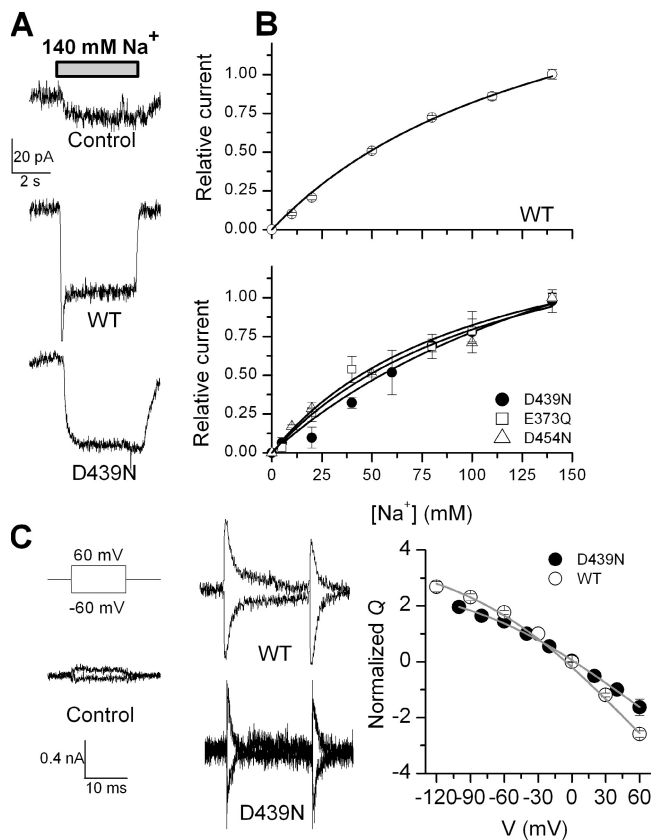 A
140 mM Na+
Control
20 pA
2 s
WT
D439N
B
Relative current
1.00
0.75
0.50
0.25
0.00
WT
Relative current
1.00
0.75
0.50
0.25
0.00
D439N
E373Q
D454N
0 25 50 75 100 125 150
[Na+] (mM)
C
60 mV
-60 mV
Control
0.4 nA
10 ms
WT
D439N
Normalized Q
4
2
0
-2
-4
D439N
WT
-120 -90 -60 -30 0 30 60
V (mV)